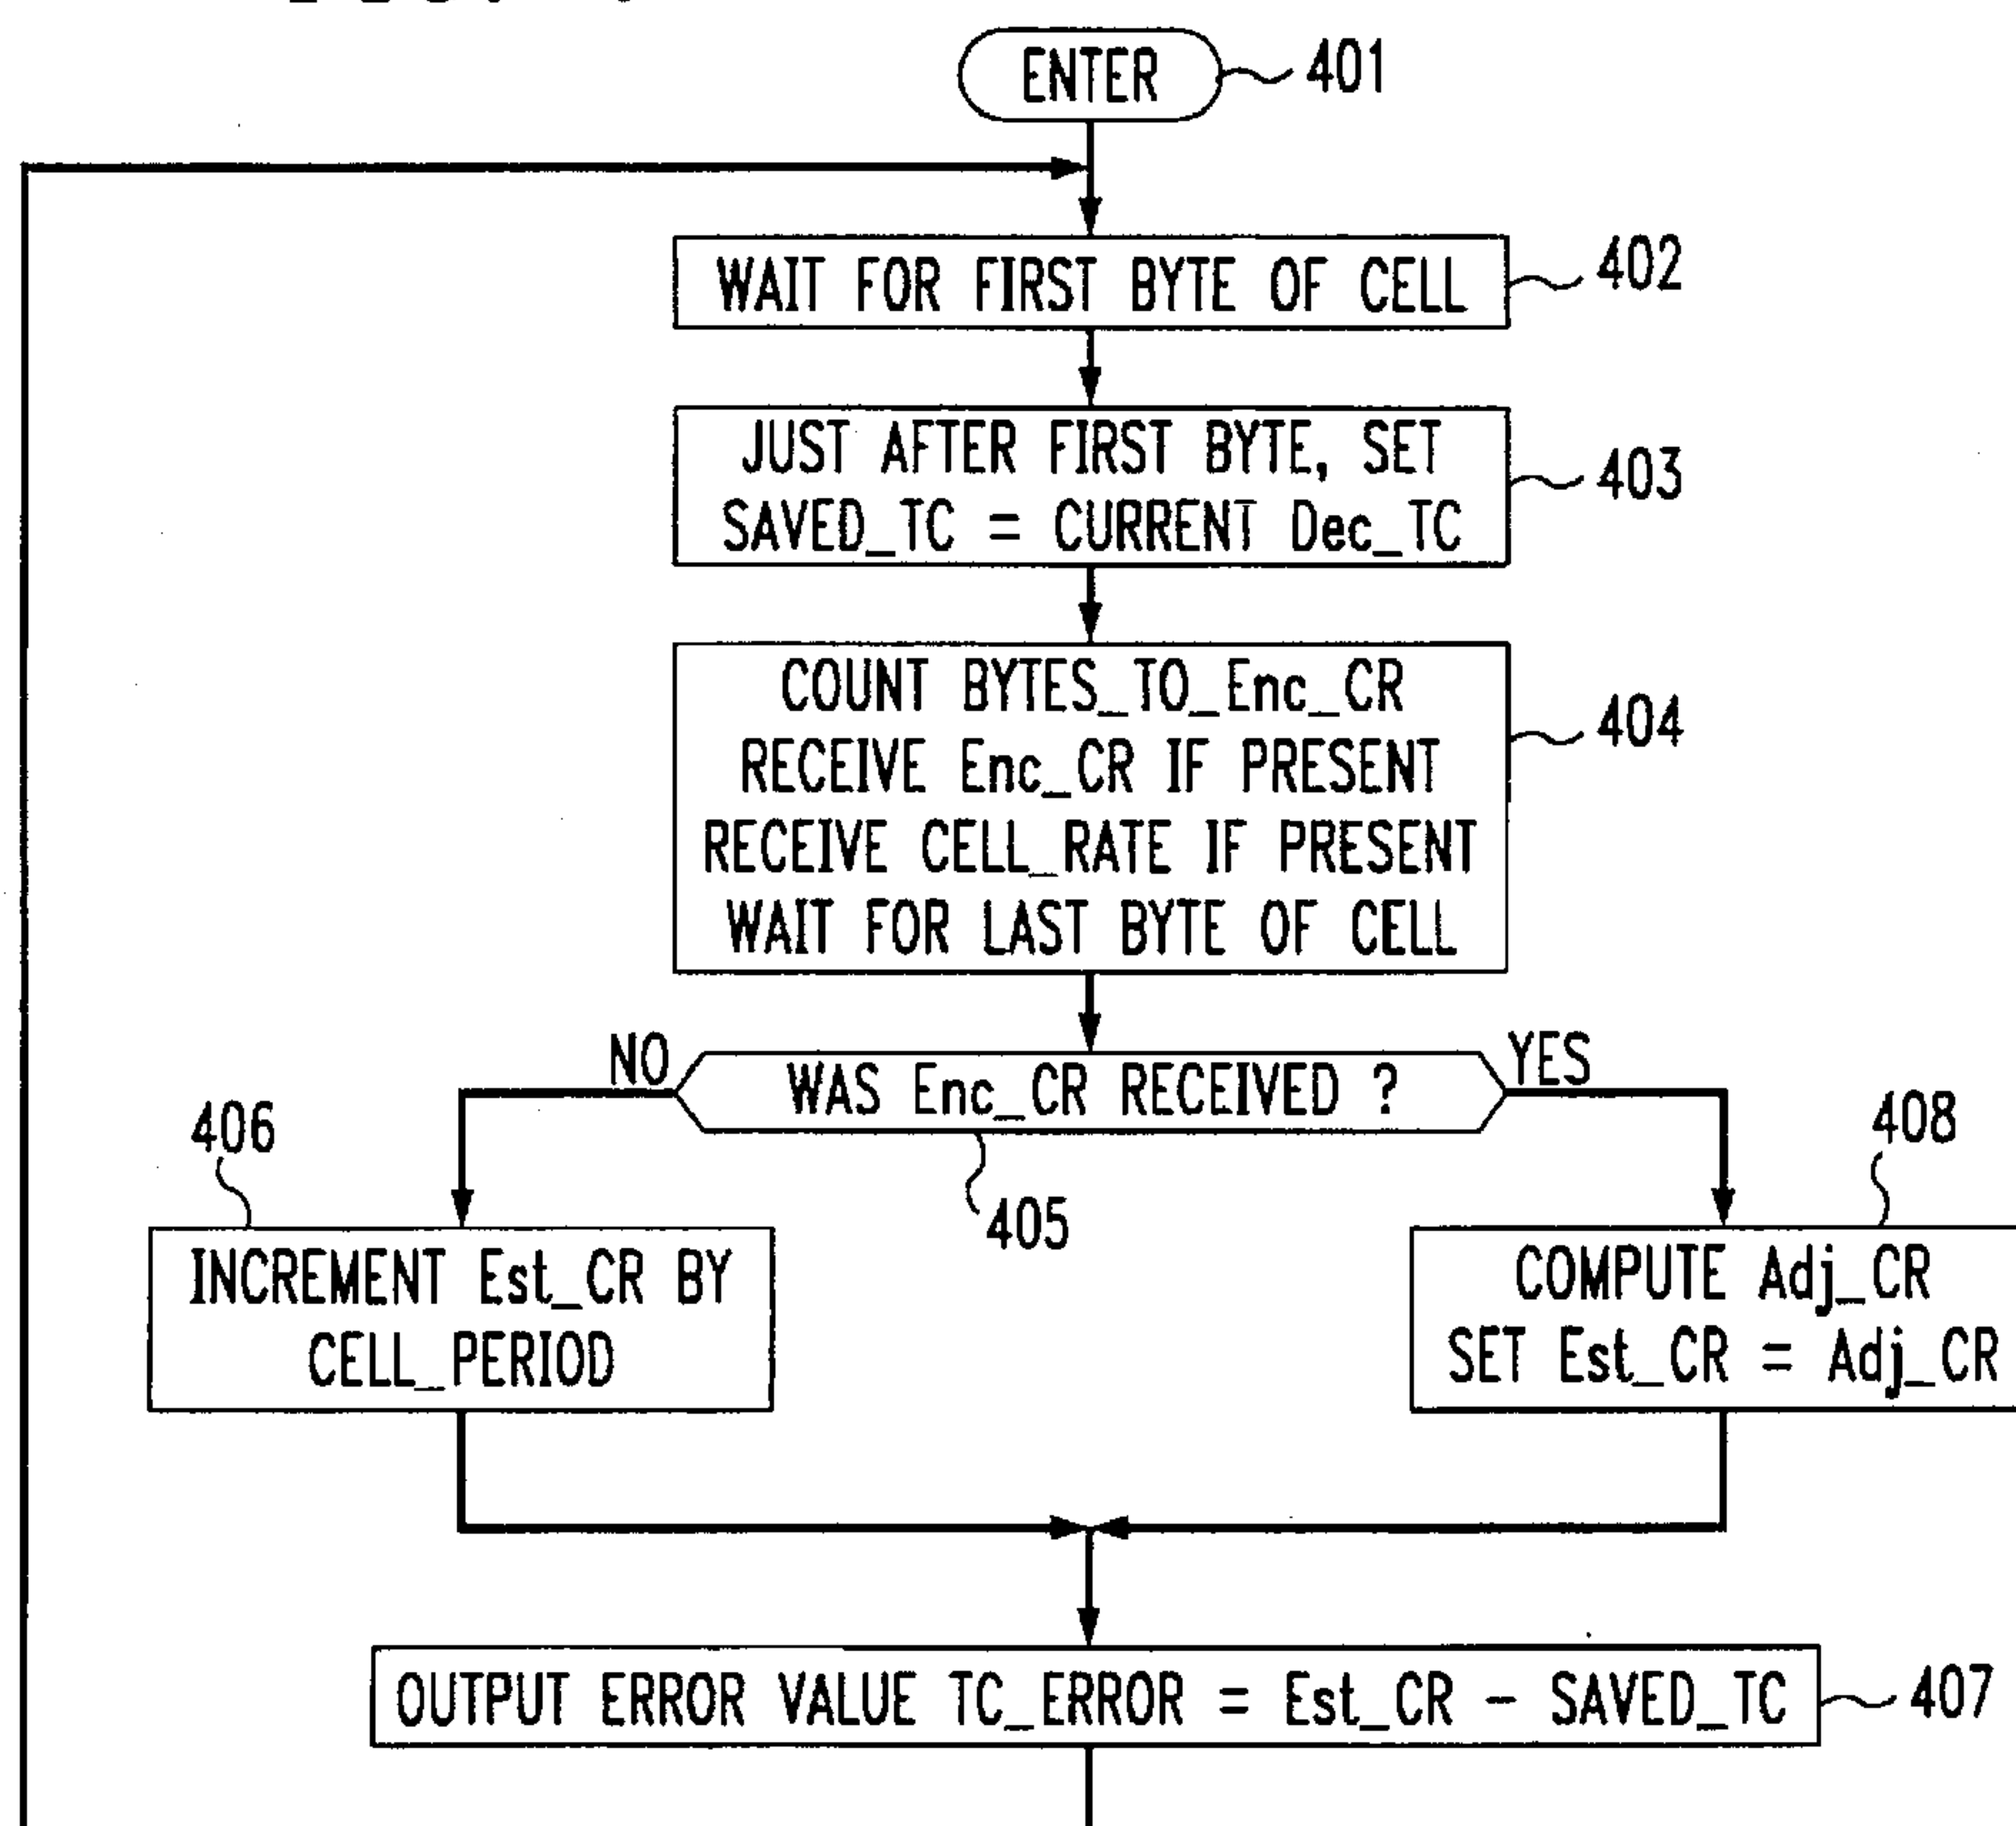 ENTER
401
WAIT FOR FIRST BYTE OF CELL
402
JUST AFTER FIRST BYTE, SET
SAVED_TC = CURRENT Dec_TC
403
COUNT BYTES_TO_Enc_CR
RECEIVE Enc_CR IF PRESENT
RECEIVE CELL_RATE IF PRESENT
WAIT FOR LAST BYTE OF CELL
404
NO
WAS Enc_CR RECEIVED ?
YES
405
406
INCREMENT Est_CR BY
CELL_PERIOD
408
COMPUTE Adj_CR
SET Est_CR = Adj_CR
OUTPUT ERROR VALUE TC_ERROR = Est_CR – SAVED_TC
407